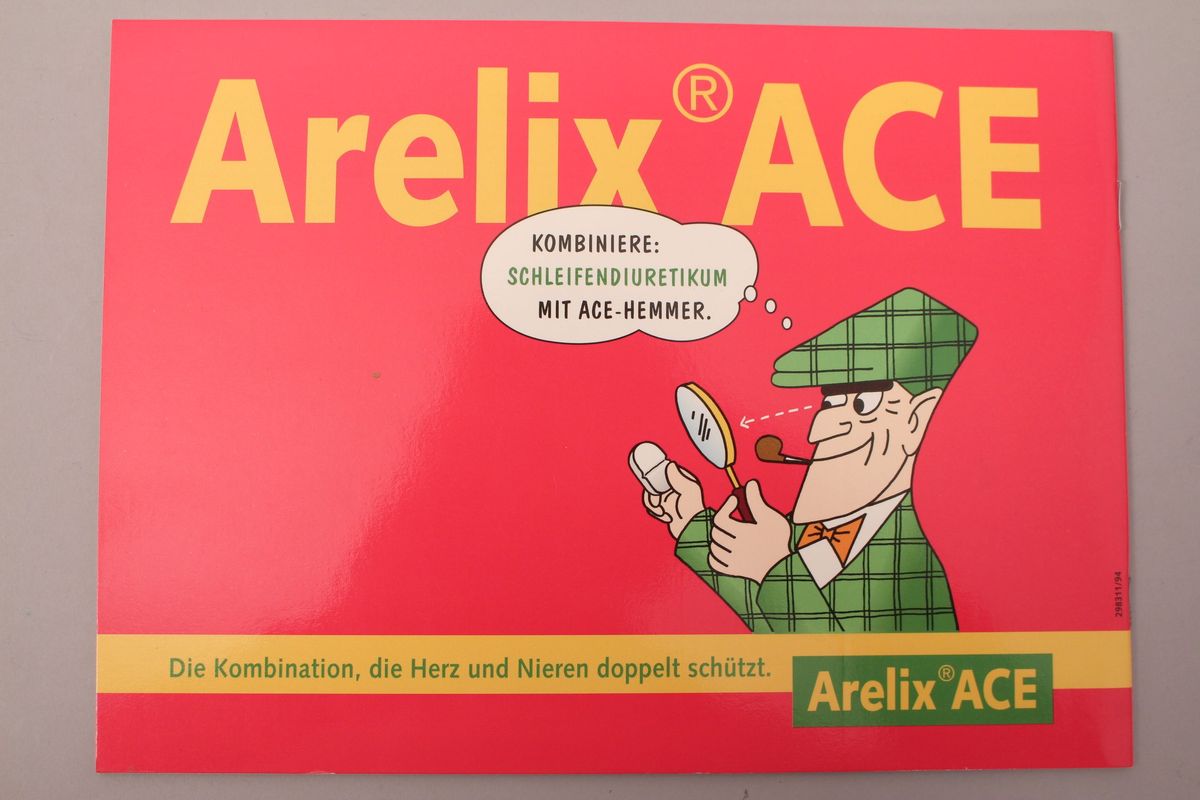 Arelix® ACE
KOMBINIERE:
SCHLEIFENDIURETIKUM
MIT ACE-HEMMER.
298311/94
Die Kombination, die Herz und Nieren doppelt schützt.
Arelix® ACE